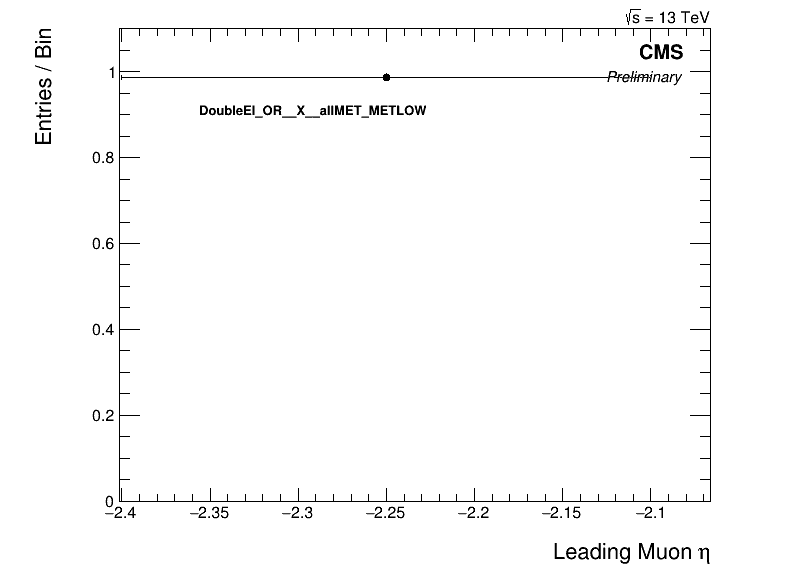 √s = 13 TeV
CMS
Preliminary
DoubleEl_OR__X__allMET_METLOW
Entries / Bin
1
0.8
0.6
0.4
0.2
0
−2.4 −2.35 −2.3 −2.25 −2.2 −2.15 −2.1
Leading Muon η